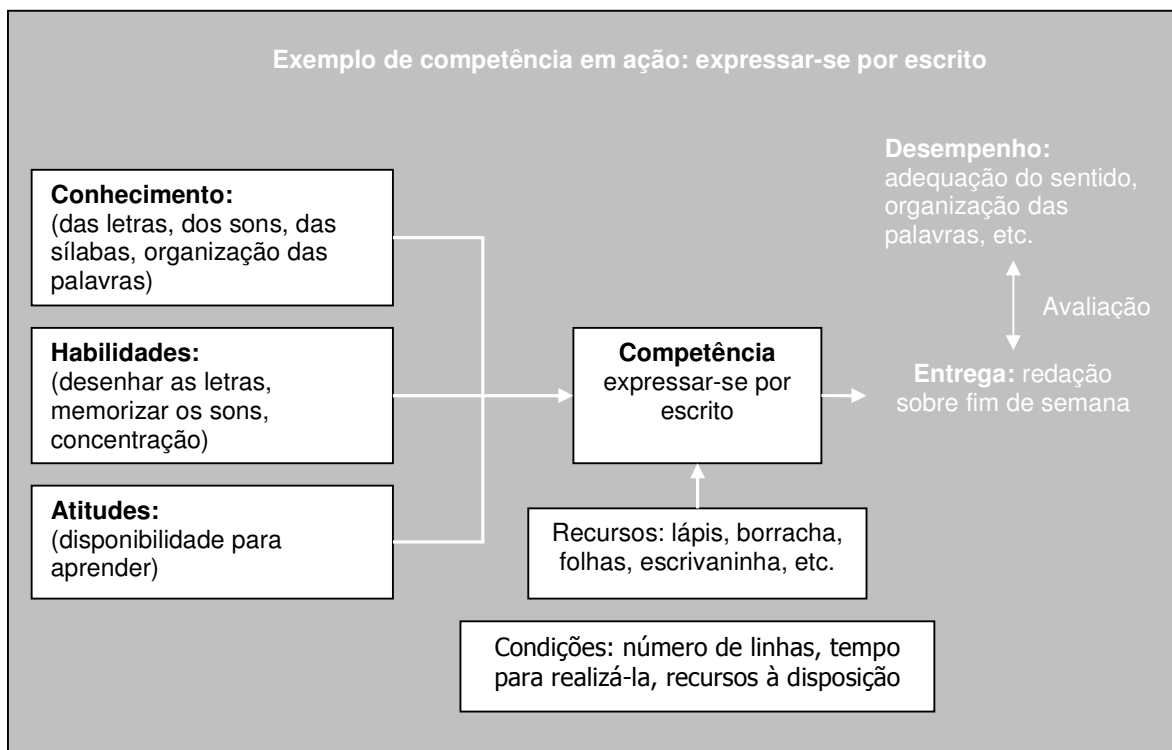 Exemplo de competência em ação: expressar-se por escrito
Conhecimento:
(das letras, dos sons, das
sílabas, organização das
palavras)
Habilidades:
(desenhar as letras,
memorizar os sons,
concentração)
Atitudes:
(disponibilidade para
aprender)
Competência
expressar-se por
escrito
Recursos: lápis, borracha,
folhas, escrivaninha, etc.
Condições: número de linhas, tempo
para realizá-la, recursos à disposição
Desempenho:
adequação do sentido,
organização das
palavras, etc.
Avaliação
Entrega: redação
sobre fim de semana